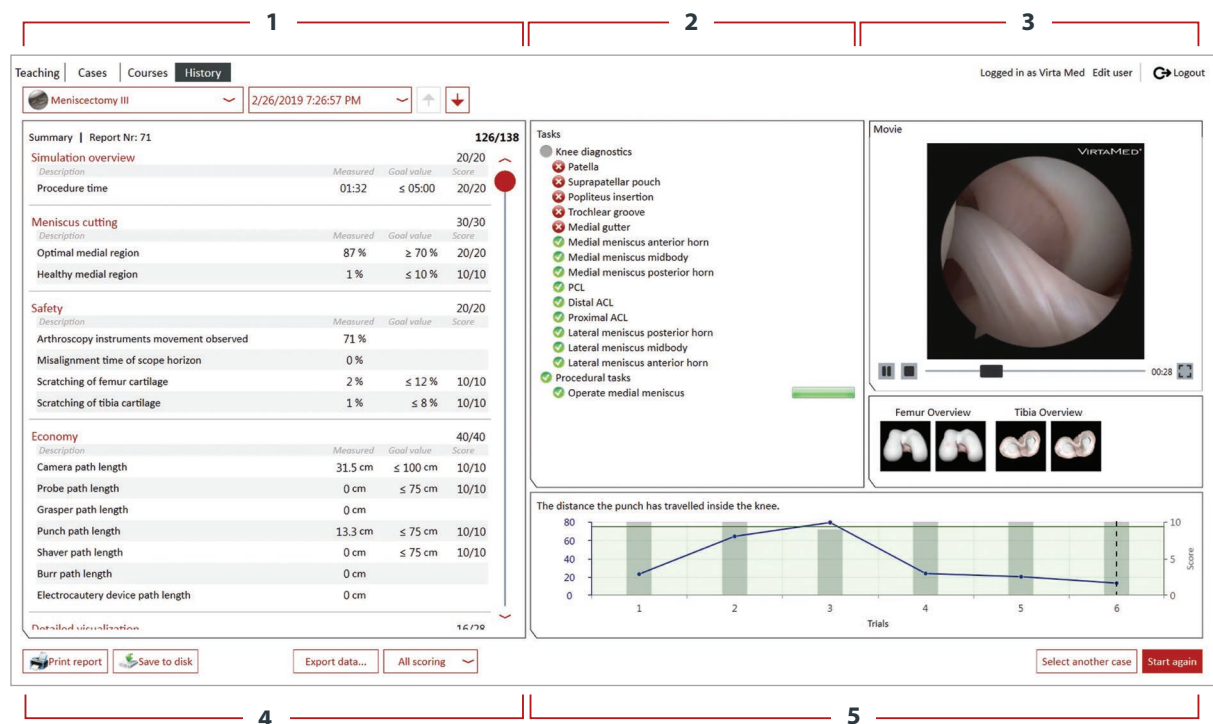 1 2 3
Teaching Cases Courses History Logged in as Virta Med Edit user Logout
Meniscectomy III 2/26/2019 7:26:57 PM
Summary | Report Nr: 71 126/138
Simulation overview 20/20
Description Measured Goal value Score
Procedure time 01:32 ≤ 05:00 20/20
Meniscus cutting 30/30
Description Measured Goal value Score
Optimal medial region 87 % ≥ 70 % 20/20
Healthy medial region 1 % ≤ 10 % 10/10
Safety 20/20
Description Measured Goal value Score
Arthroscopy instruments movement observed 71 %
Misalignment time of scope horizon 0 %
Scratching of femur cartilage 2 % ≤ 12 % 10/10
Scratching of tibia cartilage 1 % ≤ 8 % 10/10
Economy 40/40
Description Measured Goal value Score
Camera path length 31.5 cm ≤ 100 cm 10/10
Probe path length 0 cm ≤ 75 cm 10/10
Grasper path length 0 cm
Punch path length 13.3 cm ≤ 75 cm 10/10
Shaver path length 0 cm ≤ 75 cm 10/10
Burr path length 0 cm
Electrocautery device path length 0 cm
Detailed visualization 16/28
Tasks
Knee diagnostics
Patella
Suprapatellar pouch
Popliteus insertion
Trochlear groove
Medial gutter
Medial meniscus anterior horn
Medial meniscus midbody
Medial meniscus posterior horn
PCL
Distal ACL
Proximal ACL
Lateral meniscus posterior horn
Lateral meniscus midbody
Lateral meniscus anterior horn
Procedural tasks
Operate medial meniscus
Movie
VIRTAMED
00:28
Femur Overview Tibia Overview
The distance the punch has travelled inside the knee.
80 10
60
40 5
20
0 0
Score
1 2 3 4 5 6
Trials
Print report Save to disk Export data... All scoring Select another case Start again
4 5